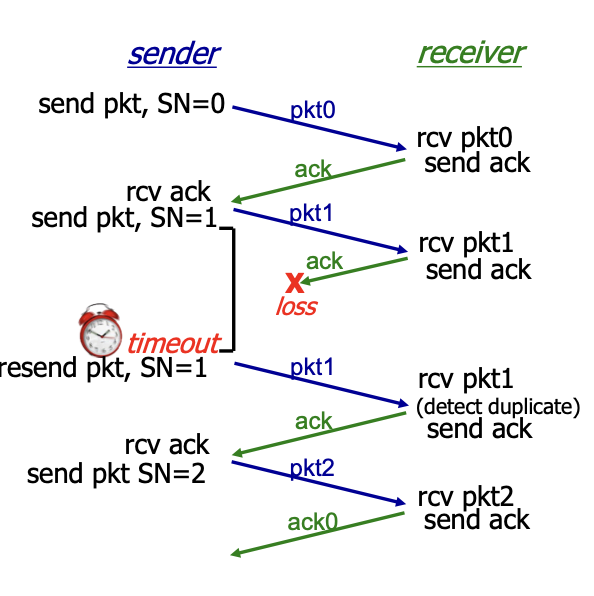 sender receiver
send pkt, SN=0
pkt0
rcv pkt0
send ack
ack
rcv ack
send pkt, SN=1
pkt1
rcv pkt1
send ack
ack
X
loss
timeout
resend pkt, SN=1
pkt1
rcv pkt1
(detect duplicate)
send ack
ack
rcv ack
send pkt SN=2
pkt2
rcv pkt2
send ack
ack0